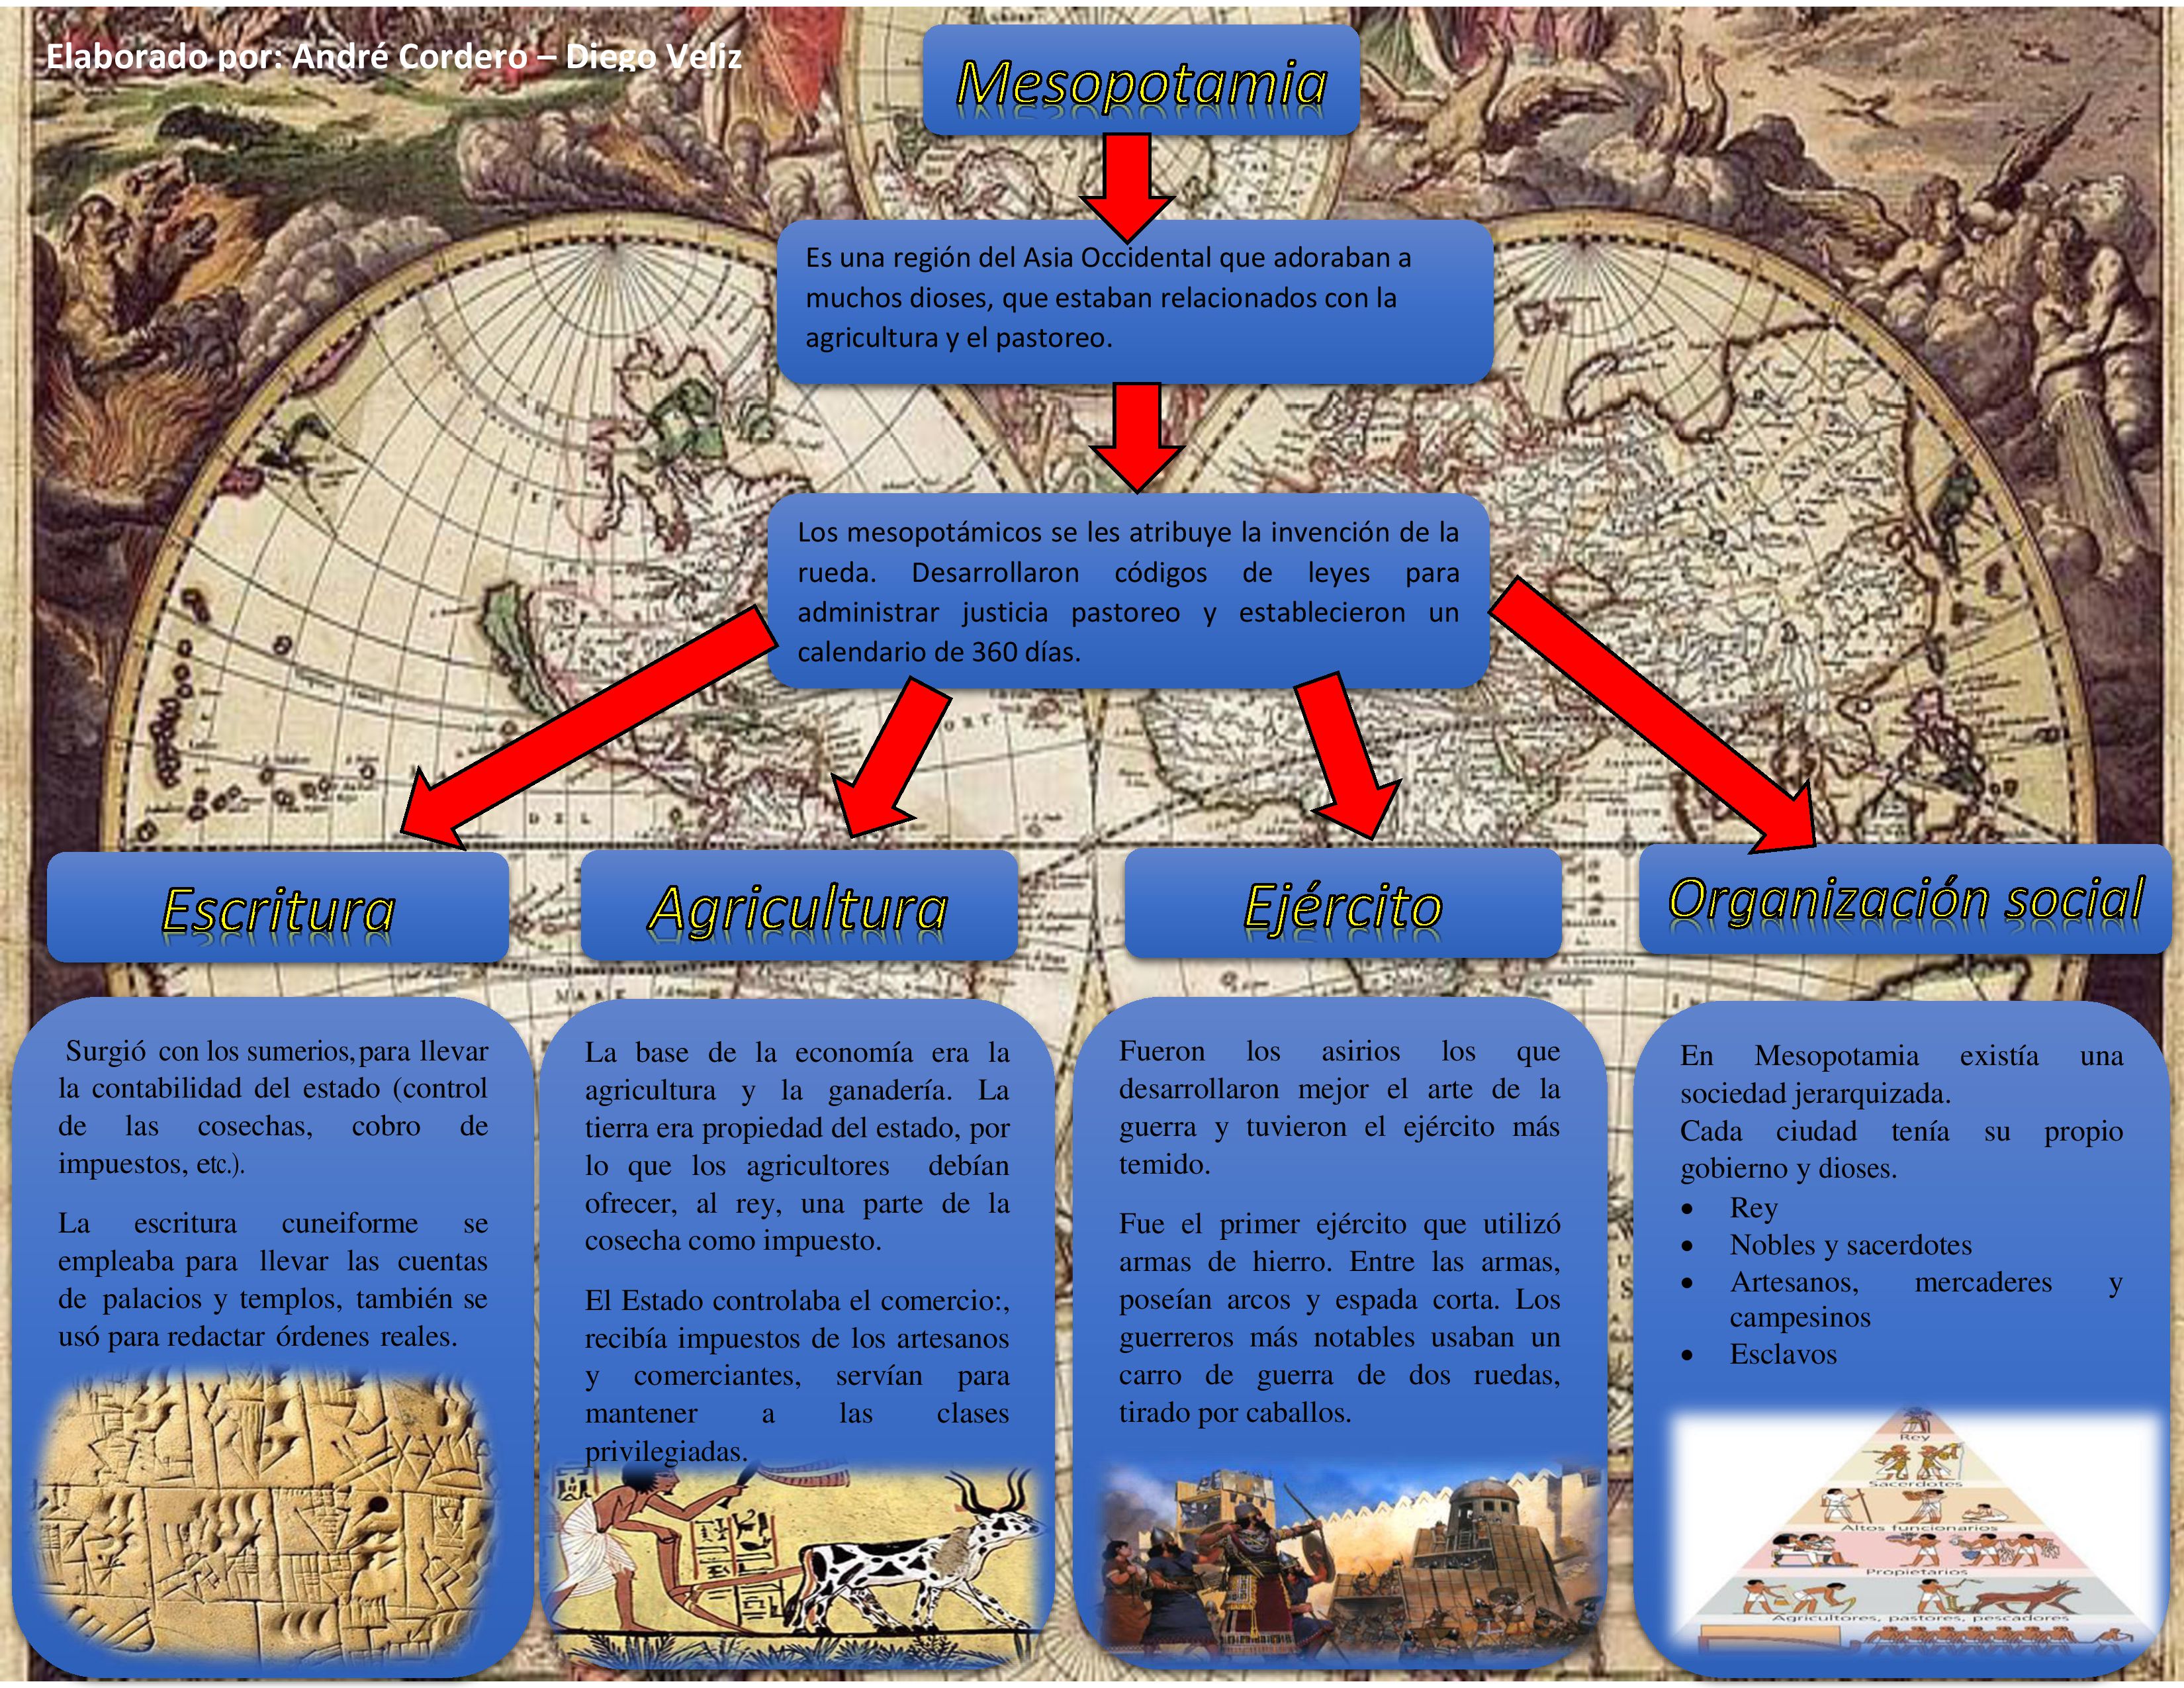 Elaborado por: André Cordero – Diego Veliz
Mesopotamia
Es una región del Asia Occidental que adoraban a
muchos dioses, que estaban relacionados con la
agricultura y el pastoreo.
Los mesopotámicos se les atribuye la invención de la
rueda. Desarrollaron códigos de leyes para
administrar justicia pastoreo y establecieron un
calendario de 360 días.
Escritura
Surgió con los sumerios, para llevar
la contabilidad del estado (control
de las cosechas, cobro de
impuestos, etc.).
La escritura cuneiforme se
empleaba para llevar las cuentas
de palacios y templos, también se
usó para redactar órdenes reales.
Agricultura
La base de la economía era la
agricultura y la ganadería. La
tierra era propiedad del estado, por
lo que los agricultores debían
ofrecer, al rey, una parte de la
cosecha como impuesto.
El Estado controlaba el comercio:,
recibía impuestos de los artesanos
y comerciantes, servían para
mantener a las clases
privilegiadas.
Ejército
Fueron los asirios los que
desarrollaron mejor el arte de la
guerra y tuvieron el ejército más
temido.
Fue el primer ejército que utilizó
armas de hierro. Entre las armas,
poseían arcos y espada corta. Los
guerreros más notables usaban un
carro de guerra de dos ruedas,
tirado por caballos.
Organización social
En Mesopotamia existía una
sociedad jerarquizada.
Cada ciudad tenía su propio
gobierno y dioses.
• Rey
• Nobles y sacerdotes
• Artesanos, mercaderes y
campesinos
• Esclavos
Rey
Sacerdotes
Altos funcionarios
Propietarios
Agricultores, pastores, pescadores